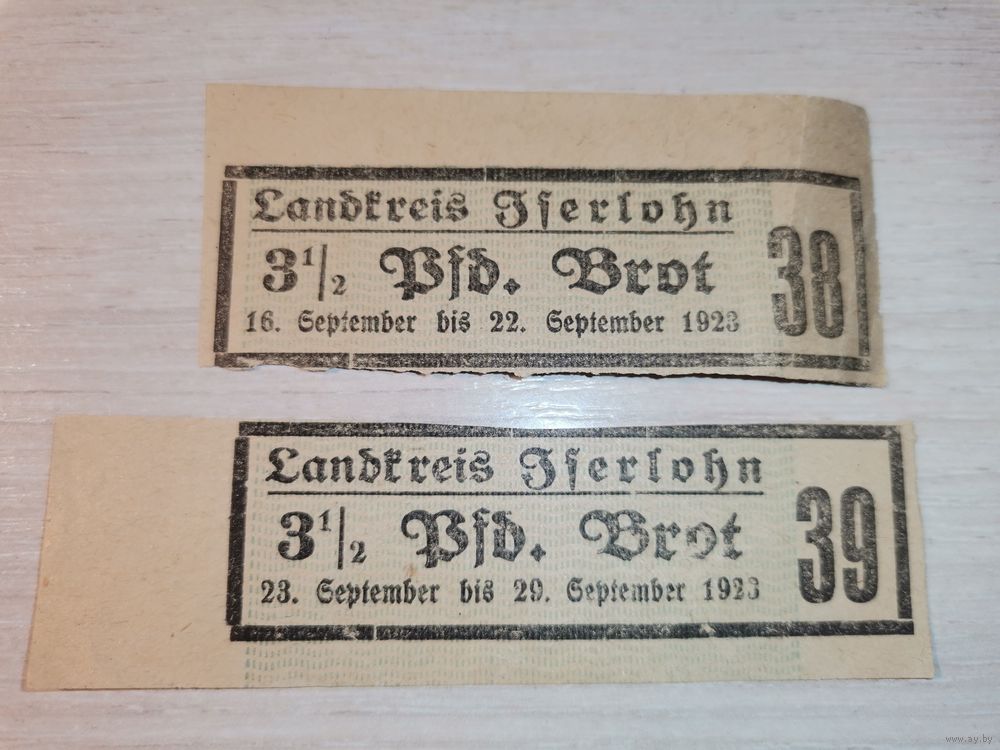 Landkreis Iserlohn
3 1/2 Pfd. Brot
16. September bis 22. September 1923
38
Landkreis Iserlohn
3 1/2 Pfd. Brot
23. September bis 29. September 1923
39
www.ay.by